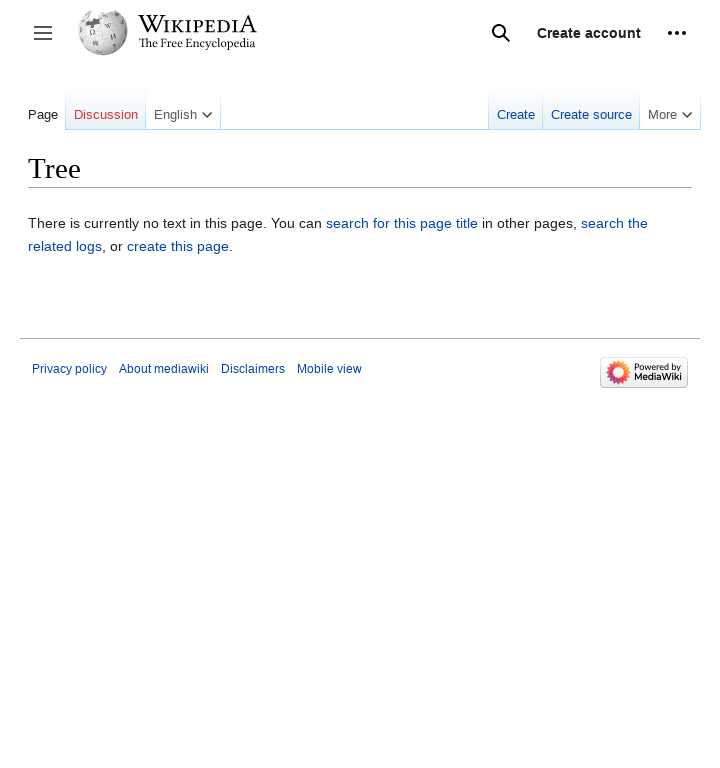 WIKIPEDIA
The Free Encyclopedia
Create account
Page Discussion English Create Create source More
Tree
There is currently no text in this page. You can search for this page title in other pages, search the
related logs, or create this page.
Privacy policy About mediawiki Disclaimers Mobile view
Powered by
MediaWiki